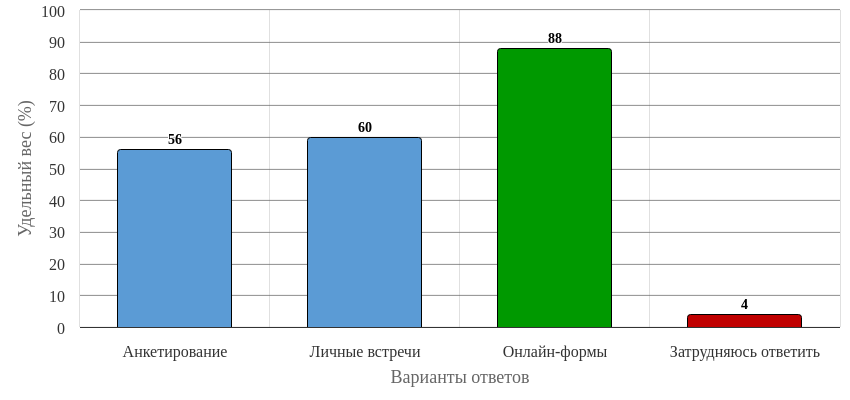 100
90
80
70
60
50
40
30
20
10
0
Удельный вес (%)
56
60
88
4
Анкетирование
Личные встречи
Онлайн-формы
Затрудняюсь ответить
Варианты ответов